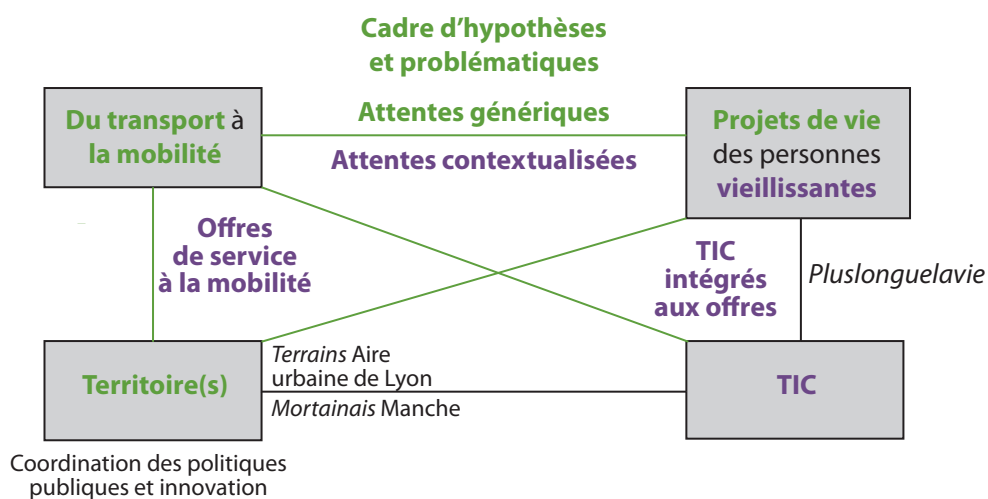 Cadre d’hypothèses
et problématiques
Du transport à
la mobilité
Attentes génériques
Attentes contextualisées
Projets de vie
des personnes
vieillissantes
Offres
de service
à la mobilité
TIC
intégrés
aux offres
Pluslonguelavie
Territoire(s)
Terrains Aire
urbaine de Lyon
Mortainais Manche
TIC
Coordination des politiques
publiques et innovation